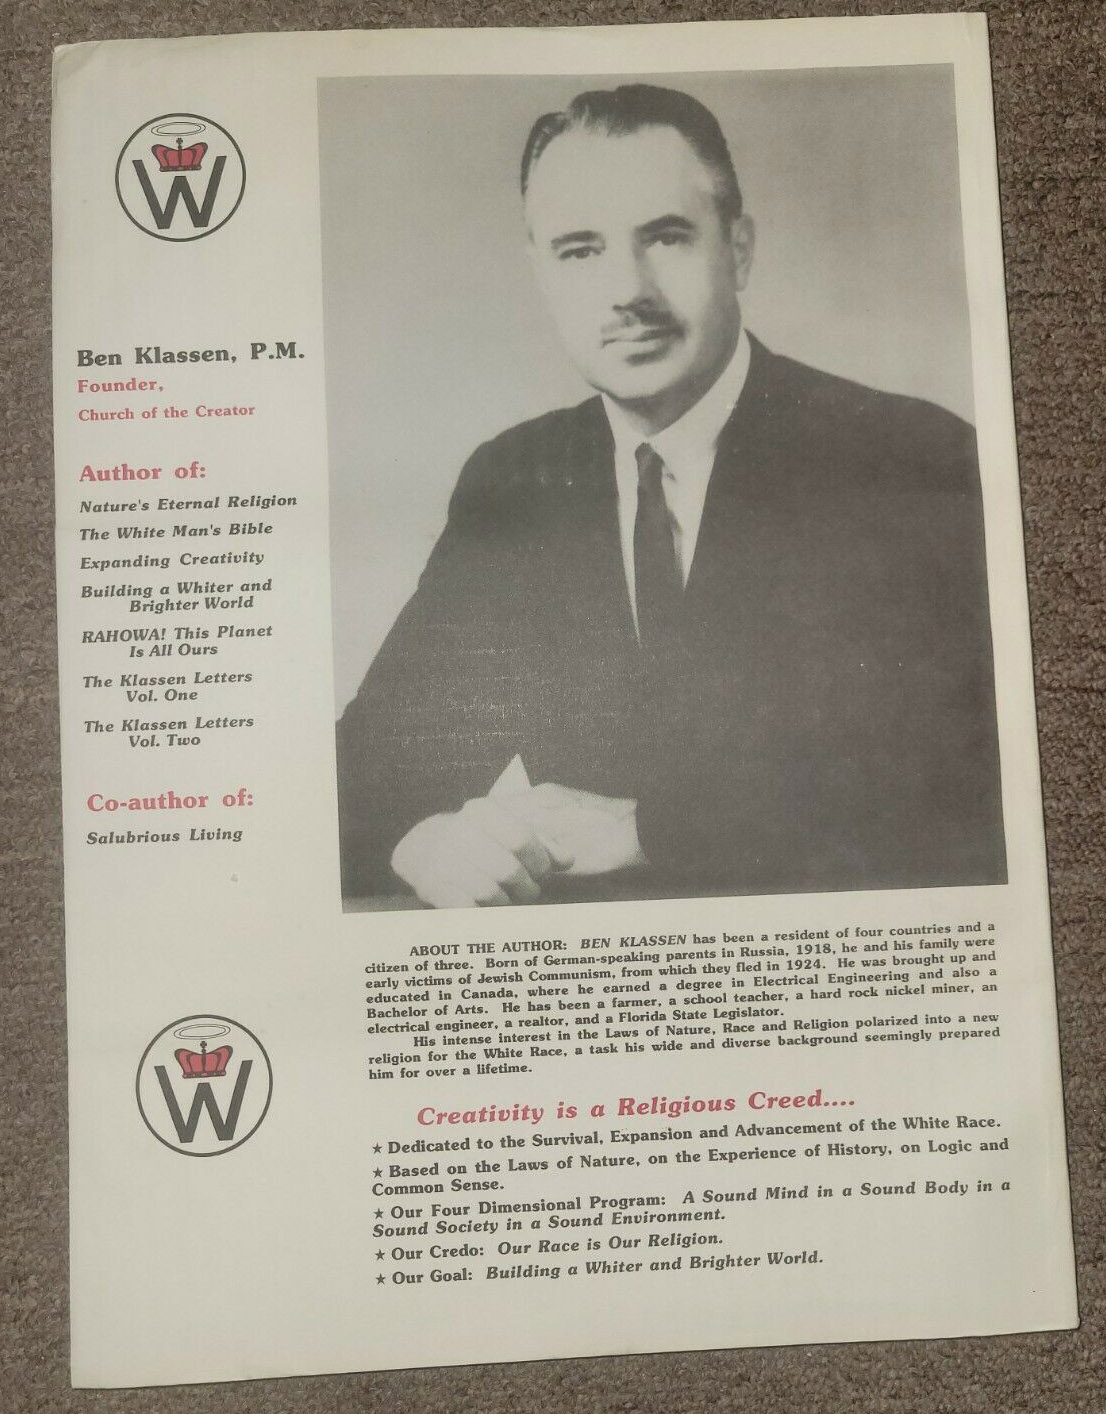 W
Ben Klassen, P.M.
Founder,
Church of the Creator
Author of:
Nature's Eternal Religion
The White Man's Bible
Expanding Creativity
Building a Whiter and
Brighter World
RAHOWA! This Planet
Is All Ours
The Klassen Letters
Vol. One
The Klassen Letters
Vol. Two
Co-author of:
Salubrious Living
W
ABOUT THE AUTHOR: BEN KLASSEN has been a resident of four countries and a
citizen of three. Born of German-speaking parents in Russia, 1918, he and his family were
early victims of Jewish Communism, from which they fled in 1924. He was brought up and
educated in Canada, where he earned a degree in Electrical Engineering and also a
Bachelor of Arts. He has been a farmer, a school teacher, a hard rock nickel miner, an
electrical engineer, a realtor, and a Florida State Legislator.
His intense interest in the Laws of Nature, Race and Religion polarized into a new
religion for the White Race, a task his wide and diverse background seemingly prepared
him for over a lifetime.
Creativity is a Religious Creed....
★ Dedicated to the Survival, Expansion and Advancement of the White Race.
★ Based on the Laws of Nature, on the Experience of History, on Logic and
Common Sense.
★ Our Four Dimensional Program: A Sound Mind in a Sound Body in a
Sound Society in a Sound Environment.
★ Our Credo: Our Race is Our Religion.
★ Our Goal: Building a Whiter and Brighter World.